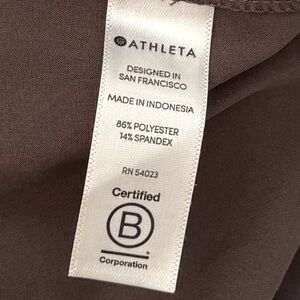 ATHLETA
DESIGNED IN
SAN FRANCISCO
MADE IN INDONESIA
86% POLYESTER
14% SPANDEX
RN 54023
Certified
B
Corporation